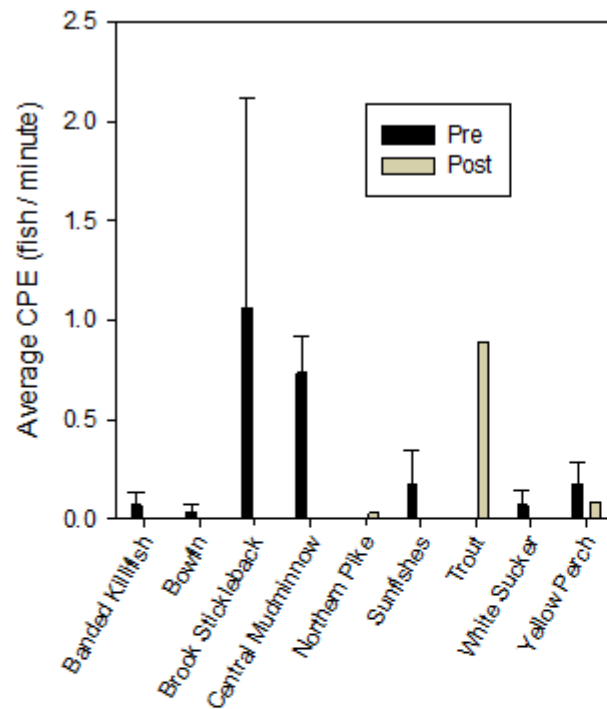 Average CPE (fish / minute)
2.5
2.0
1.5
1.0
0.5
0.0
Pre
Post
Banded Killifish
Bowfin
Brook Stickleback
Central Mudminnow
Northern Pike
Sunfishes
Trout
White Sucker
Yellow Perch